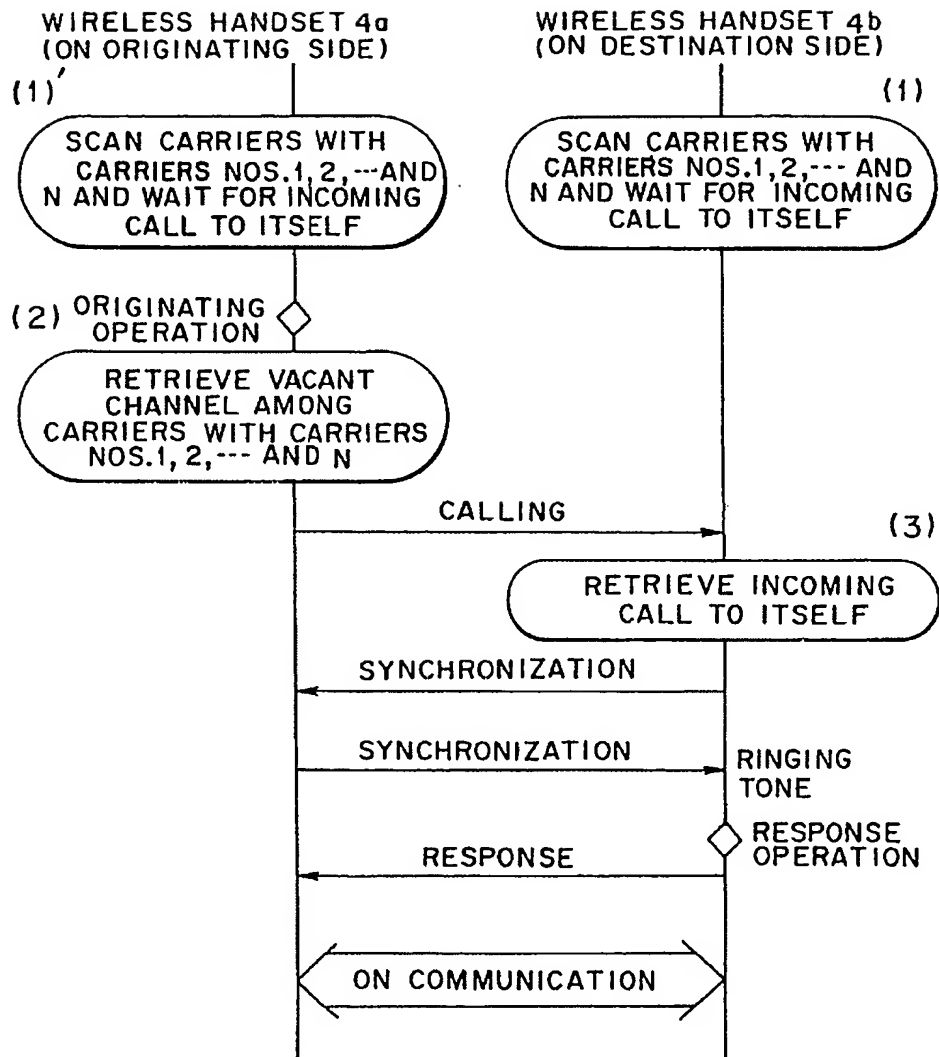 WIRELESS HANDSET 4a
(ON ORIGINATING SIDE)
WIRELESS HANDSET 4b
(ON DESTINATION SIDE)
(1)'
(1)
SCAN CARRIERS WITH
CARRIERS NOS.1, 2, --- AND
N AND WAIT FOR INCOMING
CALL TO ITSELF
SCAN CARRIERS WITH
CARRIERS NOS.1, 2, --- AND
N AND WAIT FOR INCOMING
CALL TO ITSELF
(2)
ORIGINATING
OPERATION
RETRIEVE VACANT
CHANNEL AMONG
CARRIERS WITH CARRIERS
NOS.1, 2, --- AND N
CALLING
(3)
RETRIEVE INCOMING
CALL TO ITSELF
SYNCHRONIZATION
SYNCHRONIZATION
RINGING
TONE
RESPONSE
OPERATION
RESPONSE
ON COMMUNICATION